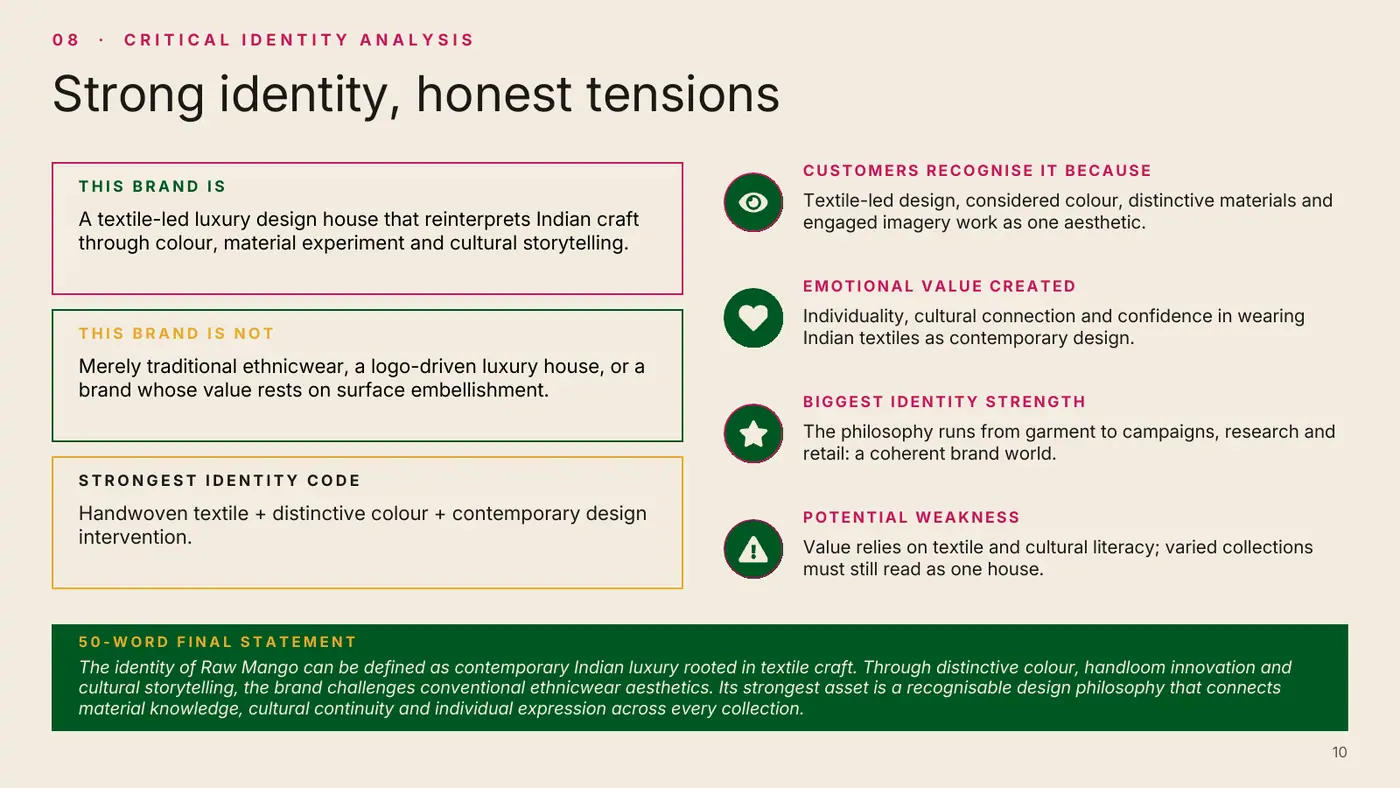 08 · CRITICAL IDENTITY ANALYSIS
Strong identity, honest tensions
THIS BRAND IS
A textile-led luxury design house that reinterprets Indian craft
through colour, material experiment and cultural storytelling.
THIS BRAND IS NOT
Merely traditional ethnicwear, a logo-driven luxury house, or a
brand whose value rests on surface embellishment.
STRONGEST IDENTITY CODE
Handwoven textile + distinctive colour + contemporary design
intervention.
CUSTOMERS RECOGNISE IT BECAUSE
Textile-led design, considered colour, distinctive materials and
engaged imagery work as one aesthetic.
EMOTIONAL VALUE CREATED
Individuality, cultural connection and confidence in wearing
Indian textiles as contemporary design.
BIGGEST IDENTITY STRENGTH
The philosophy runs from garment to campaigns, research and
retail: a coherent brand world.
POTENTIAL WEAKNESS
Value relies on textile and cultural literacy; varied collections
must still read as one house.
50-WORD FINAL STATEMENT
The identity of Raw Mango can be defined as contemporary Indian luxury rooted in textile craft. Through distinctive colour, handloom innovation and
cultural storytelling, the brand challenges conventional ethnicwear aesthetics. Its strongest asset is a recognisable design philosophy that connects
material knowledge, cultural continuity and individual expression across every collection.
10